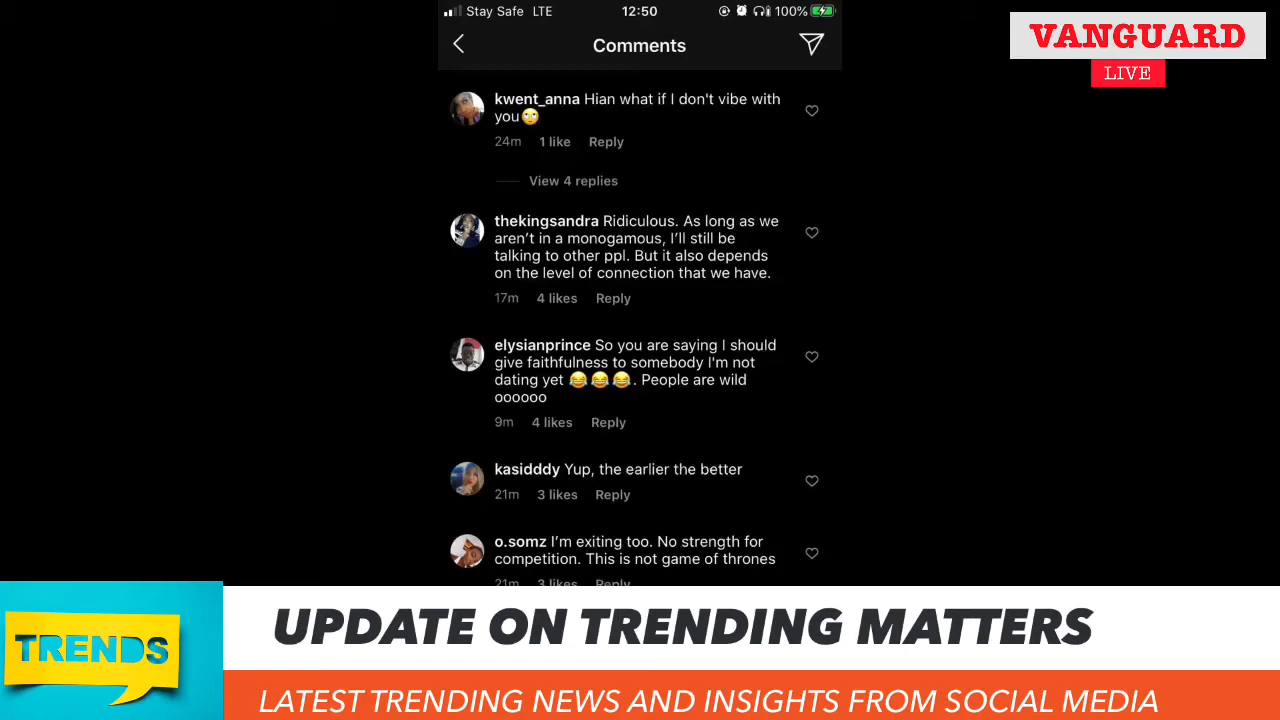 Stay Safe LTE 12:50 100%
VANGUARD
LIVE
Comments
kwent_anna Hian what if I don't vibe with
you🙄
24m 1 like Reply
View 4 replies
thekingsandra Ridiculous. As long as we
aren't in a monogamous, I'll still be
talking to other ppl. But it also depends
on the level of connection that we have.
17m 4 likes Reply
elysianprince So you are saying I should
give faithfulness to somebody I'm not
dating yet 😂😂😂. People are wild
oooooo
9m 4 likes Reply
kasidddy Yup, the earlier the better
21m 3 likes Reply
o.somz I'm exiting too. No strength for
competition. This is not game of thrones
21m 3 likes Reply
TRENDS
UPDATE ON TRENDING MATTERS
LATEST TRENDING NEWS AND INSIGHTS FROM SOCIAL MEDIA